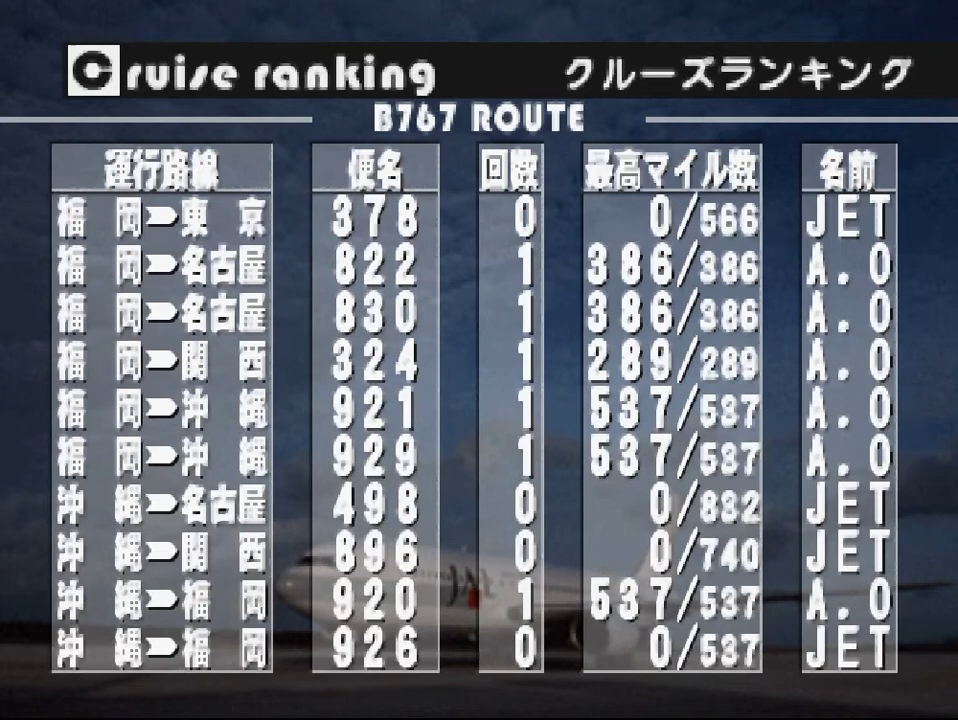 Cruise ranking クルーズランキング
B767 ROUTE
運行路線 便名 回数 最高マイル数 名前
福岡➡東京 378 0 0/566 JET
福岡➡名古屋 822 1 386/386 A.O
福岡➡名古屋 830 1 386/386 A.O
福岡➡関西 324 1 289/289 A.O
福岡➡沖縄 921 1 537/537 A.O
福岡➡沖縄 929 1 537/537 A.O
沖縄➡名古屋 498 0 0/832 JET
沖縄➡関西 896 0 0/740 JET
沖縄➡福岡 920 1 537/537 A.O
沖縄➡福岡 926 0 0/537 JET
JAL